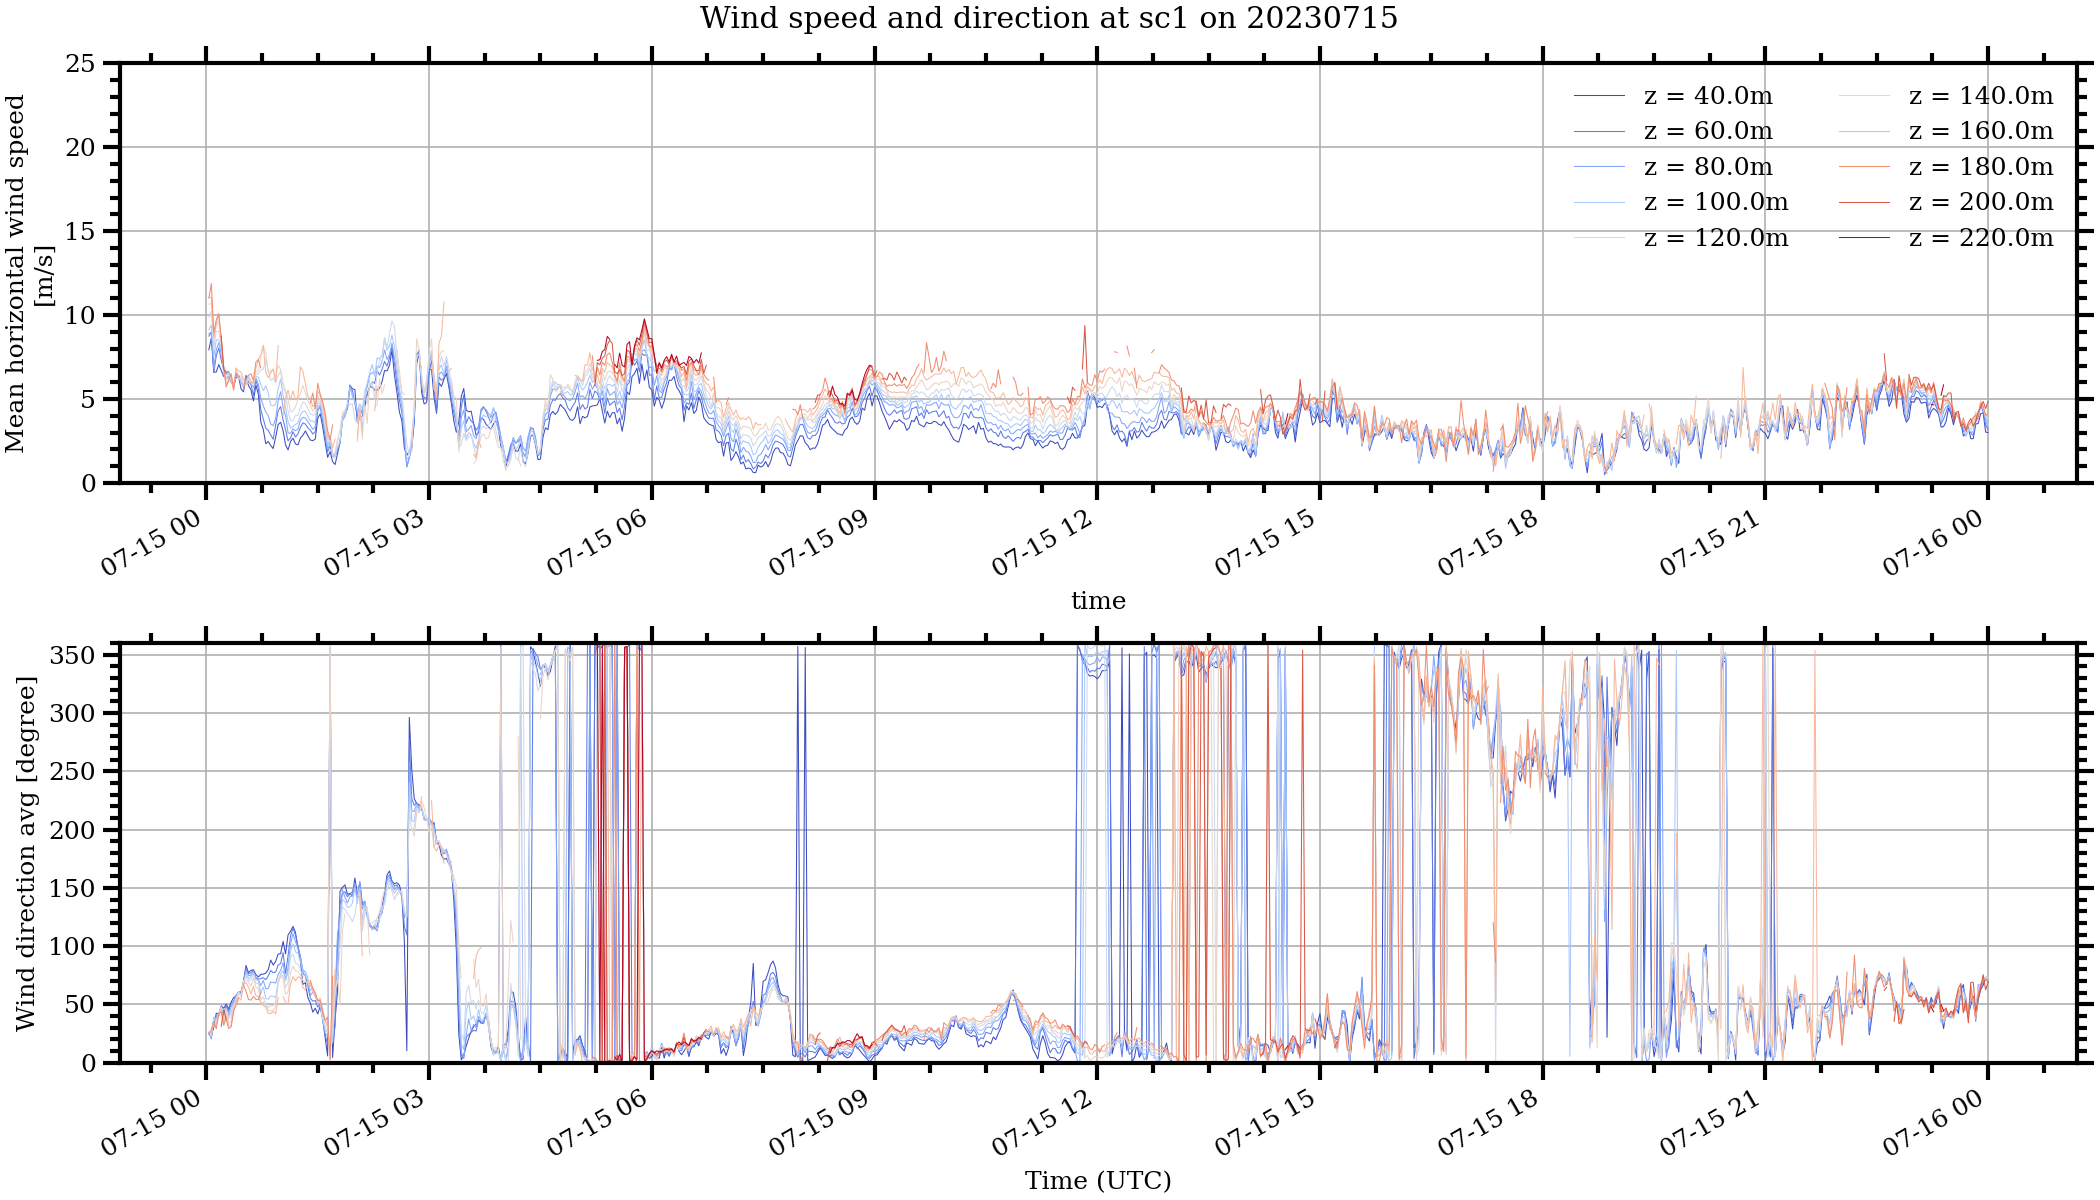 Wind speed and direction at sc1 on 20230715
Mean horizontal wind speed
[m/s]
25
20
15
10
5
0
z = 40.0m
z = 60.0m
z = 80.0m
z = 100.0m
z = 120.0m
z = 140.0m
z = 160.0m
z = 180.0m
z = 200.0m
z = 220.0m
07-15 00
07-15 03
07-15 06
07-15 09
07-15 12
07-15 15
07-15 18
07-15 21
07-16 00
time
Wind direction avg [degree]
350
300
250
200
150
100
50
0
07-15 00
07-15 03
07-15 06
07-15 09
07-15 12
07-15 15
07-15 18
07-15 21
07-16 00
Time (UTC)